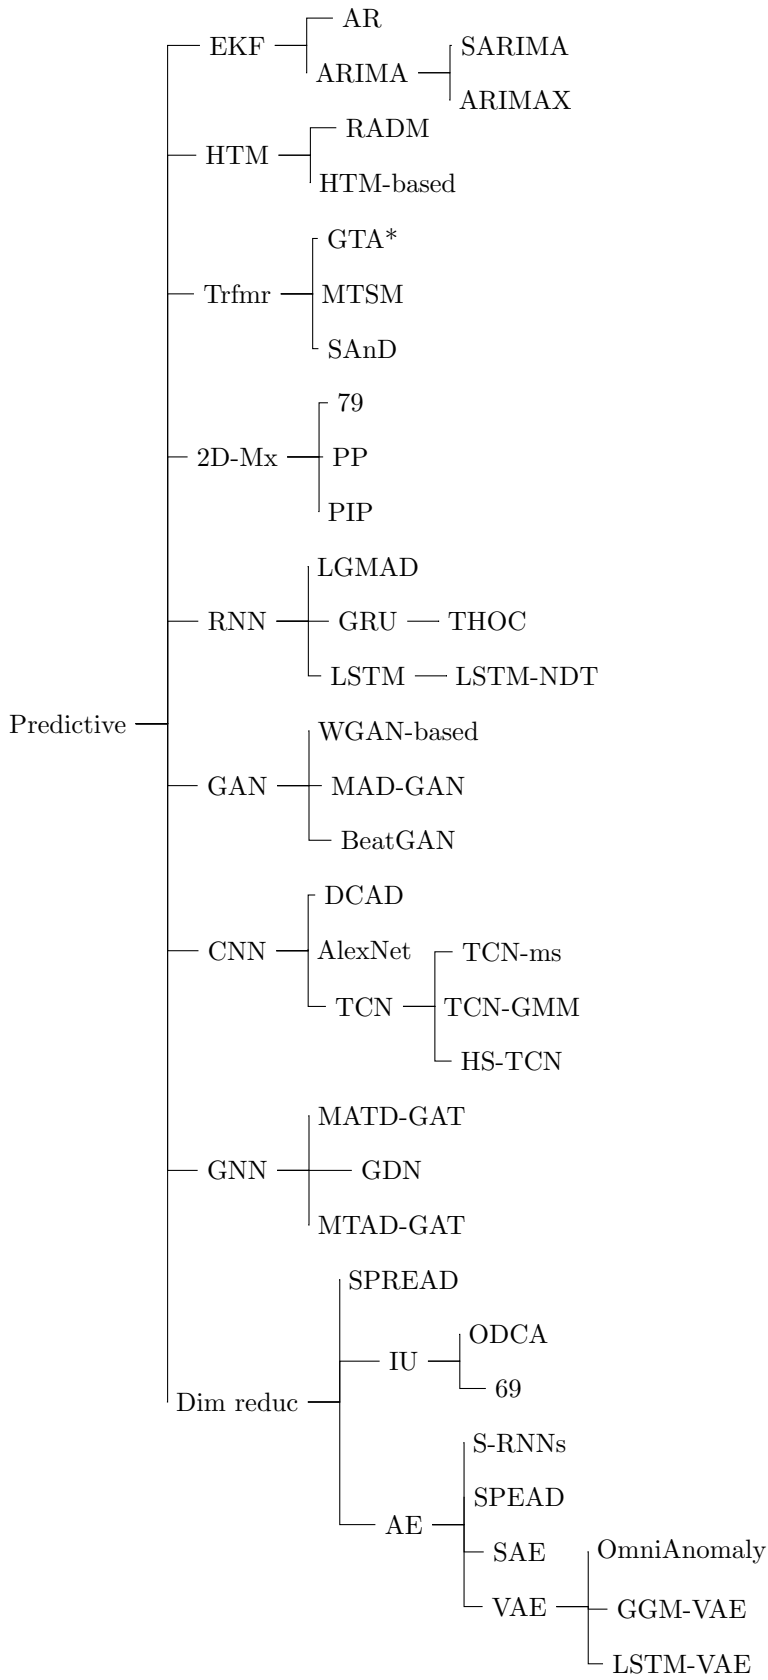 AR
EKF
SARIMA
ARIMA
ARIMAX
RADM
HTM
HTM-based
GTA*
Trfmr
MTSM
SAnD
79
2D-Mx
PP
PIP
LGMAD
RNN
GRU
THOC
LSTM
LSTM-NDT
Predictive
WGAN-based
GAN
MAD-GAN
BeatGAN
DCAD
CNN
AlexNet
TCN-ms
TCN
TCN-GMM
HS-TCN
MATD-GAT
GNN
GDN
MTAD-GAT
SPREAD
ODCA
IU
69
Dim reduc
S-RNNs
SPEAD
AE
SAE
OmniAnomaly
VAE
GGM-VAE
LSTM-VAE